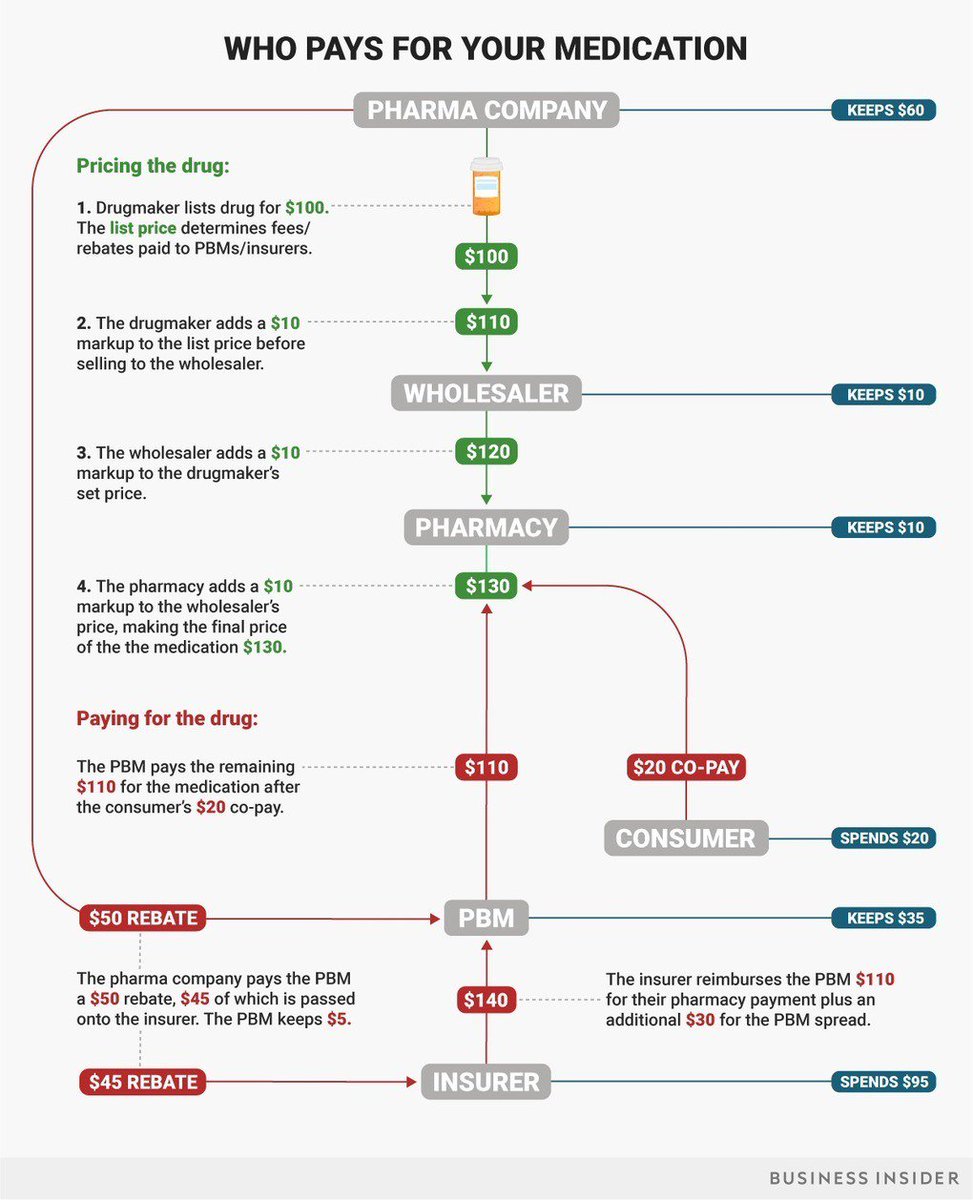 WHO PAYS FOR YOUR MEDICATION
PHARMA COMPANY
KEEPS $60
Pricing the drug:
1. Drugmaker lists drug for $100.
The list price determines fees/
rebates paid to PBMs/insurers.
$100
2. The drugmaker adds a $10
markup to the list price before
selling to the wholesaler.
$110
WHOLESALER
KEEPS $10
3. The wholesaler adds a $10
markup to the drugmaker's
set price.
$120
PHARMACY
KEEPS $10
4. The pharmacy adds a $10
markup to the wholesaler's
price, making the final price
of the the medication $130.
$130
Paying for the drug:
The PBM pays the remaining
$110 for the medication after
the consumer's $20 co-pay.
$110
$20 CO-PAY
CONSUMER
SPENDS $20
$50 REBATE
PBM
KEEPS $35
The pharma company pays the PBM
a $50 rebate, $45 of which is passed
onto the insurer. The PBM keeps $5.
$140
The insurer reimburses the PBM $110
for their pharmacy payment plus an
additional $30 for the PBM spread.
$45 REBATE
INSURER
SPENDS $95
BUSINESS INSIDER